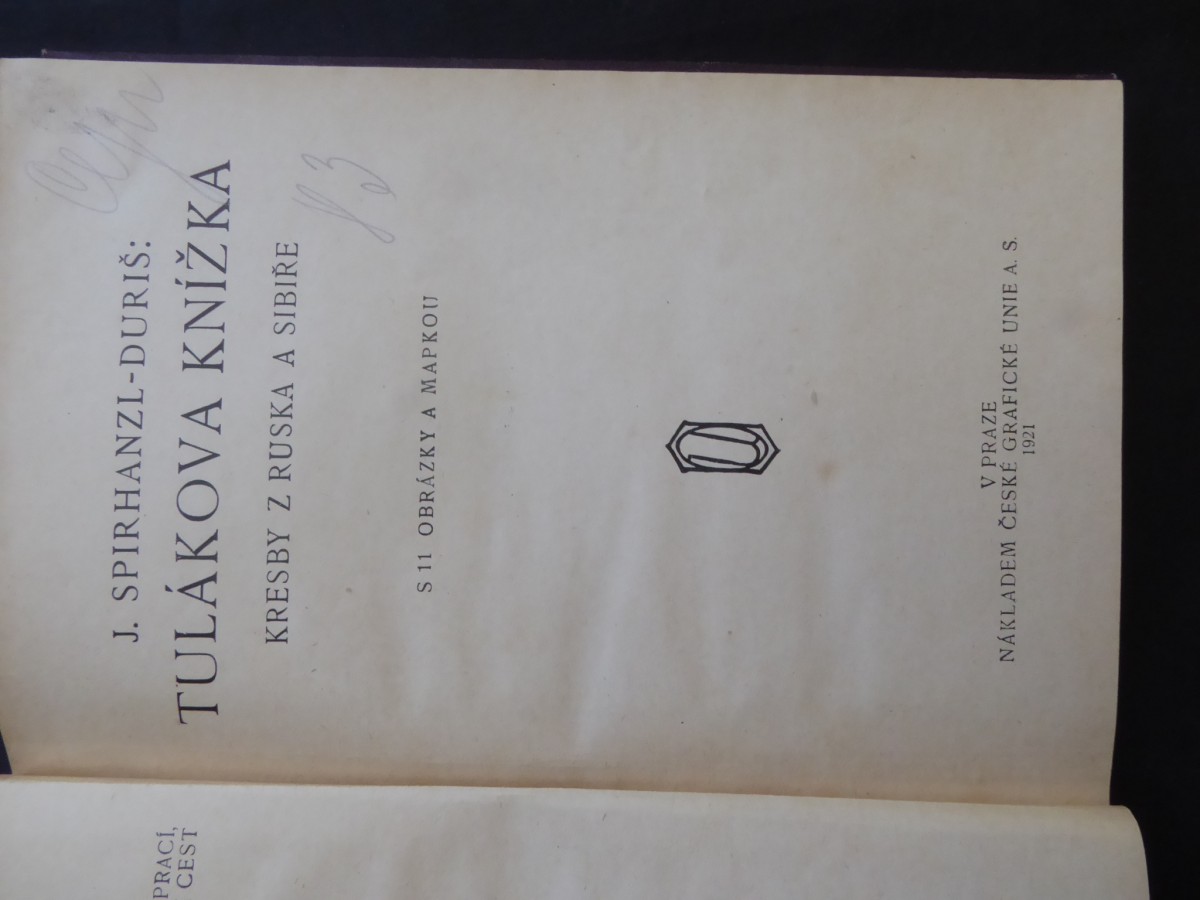 PRACÍ,
CEST
J. SPIRHANZL-DURIŠ:
TULÁKOVA KNÍŽKA
KRESBY Z RUSKA A SIBIŘE
S 11 OBRÁZKY A MAPKOU
V PRAZE
NÁKLADEM ČESKÉ GRAFICKÉ UNIE A. S.
1921